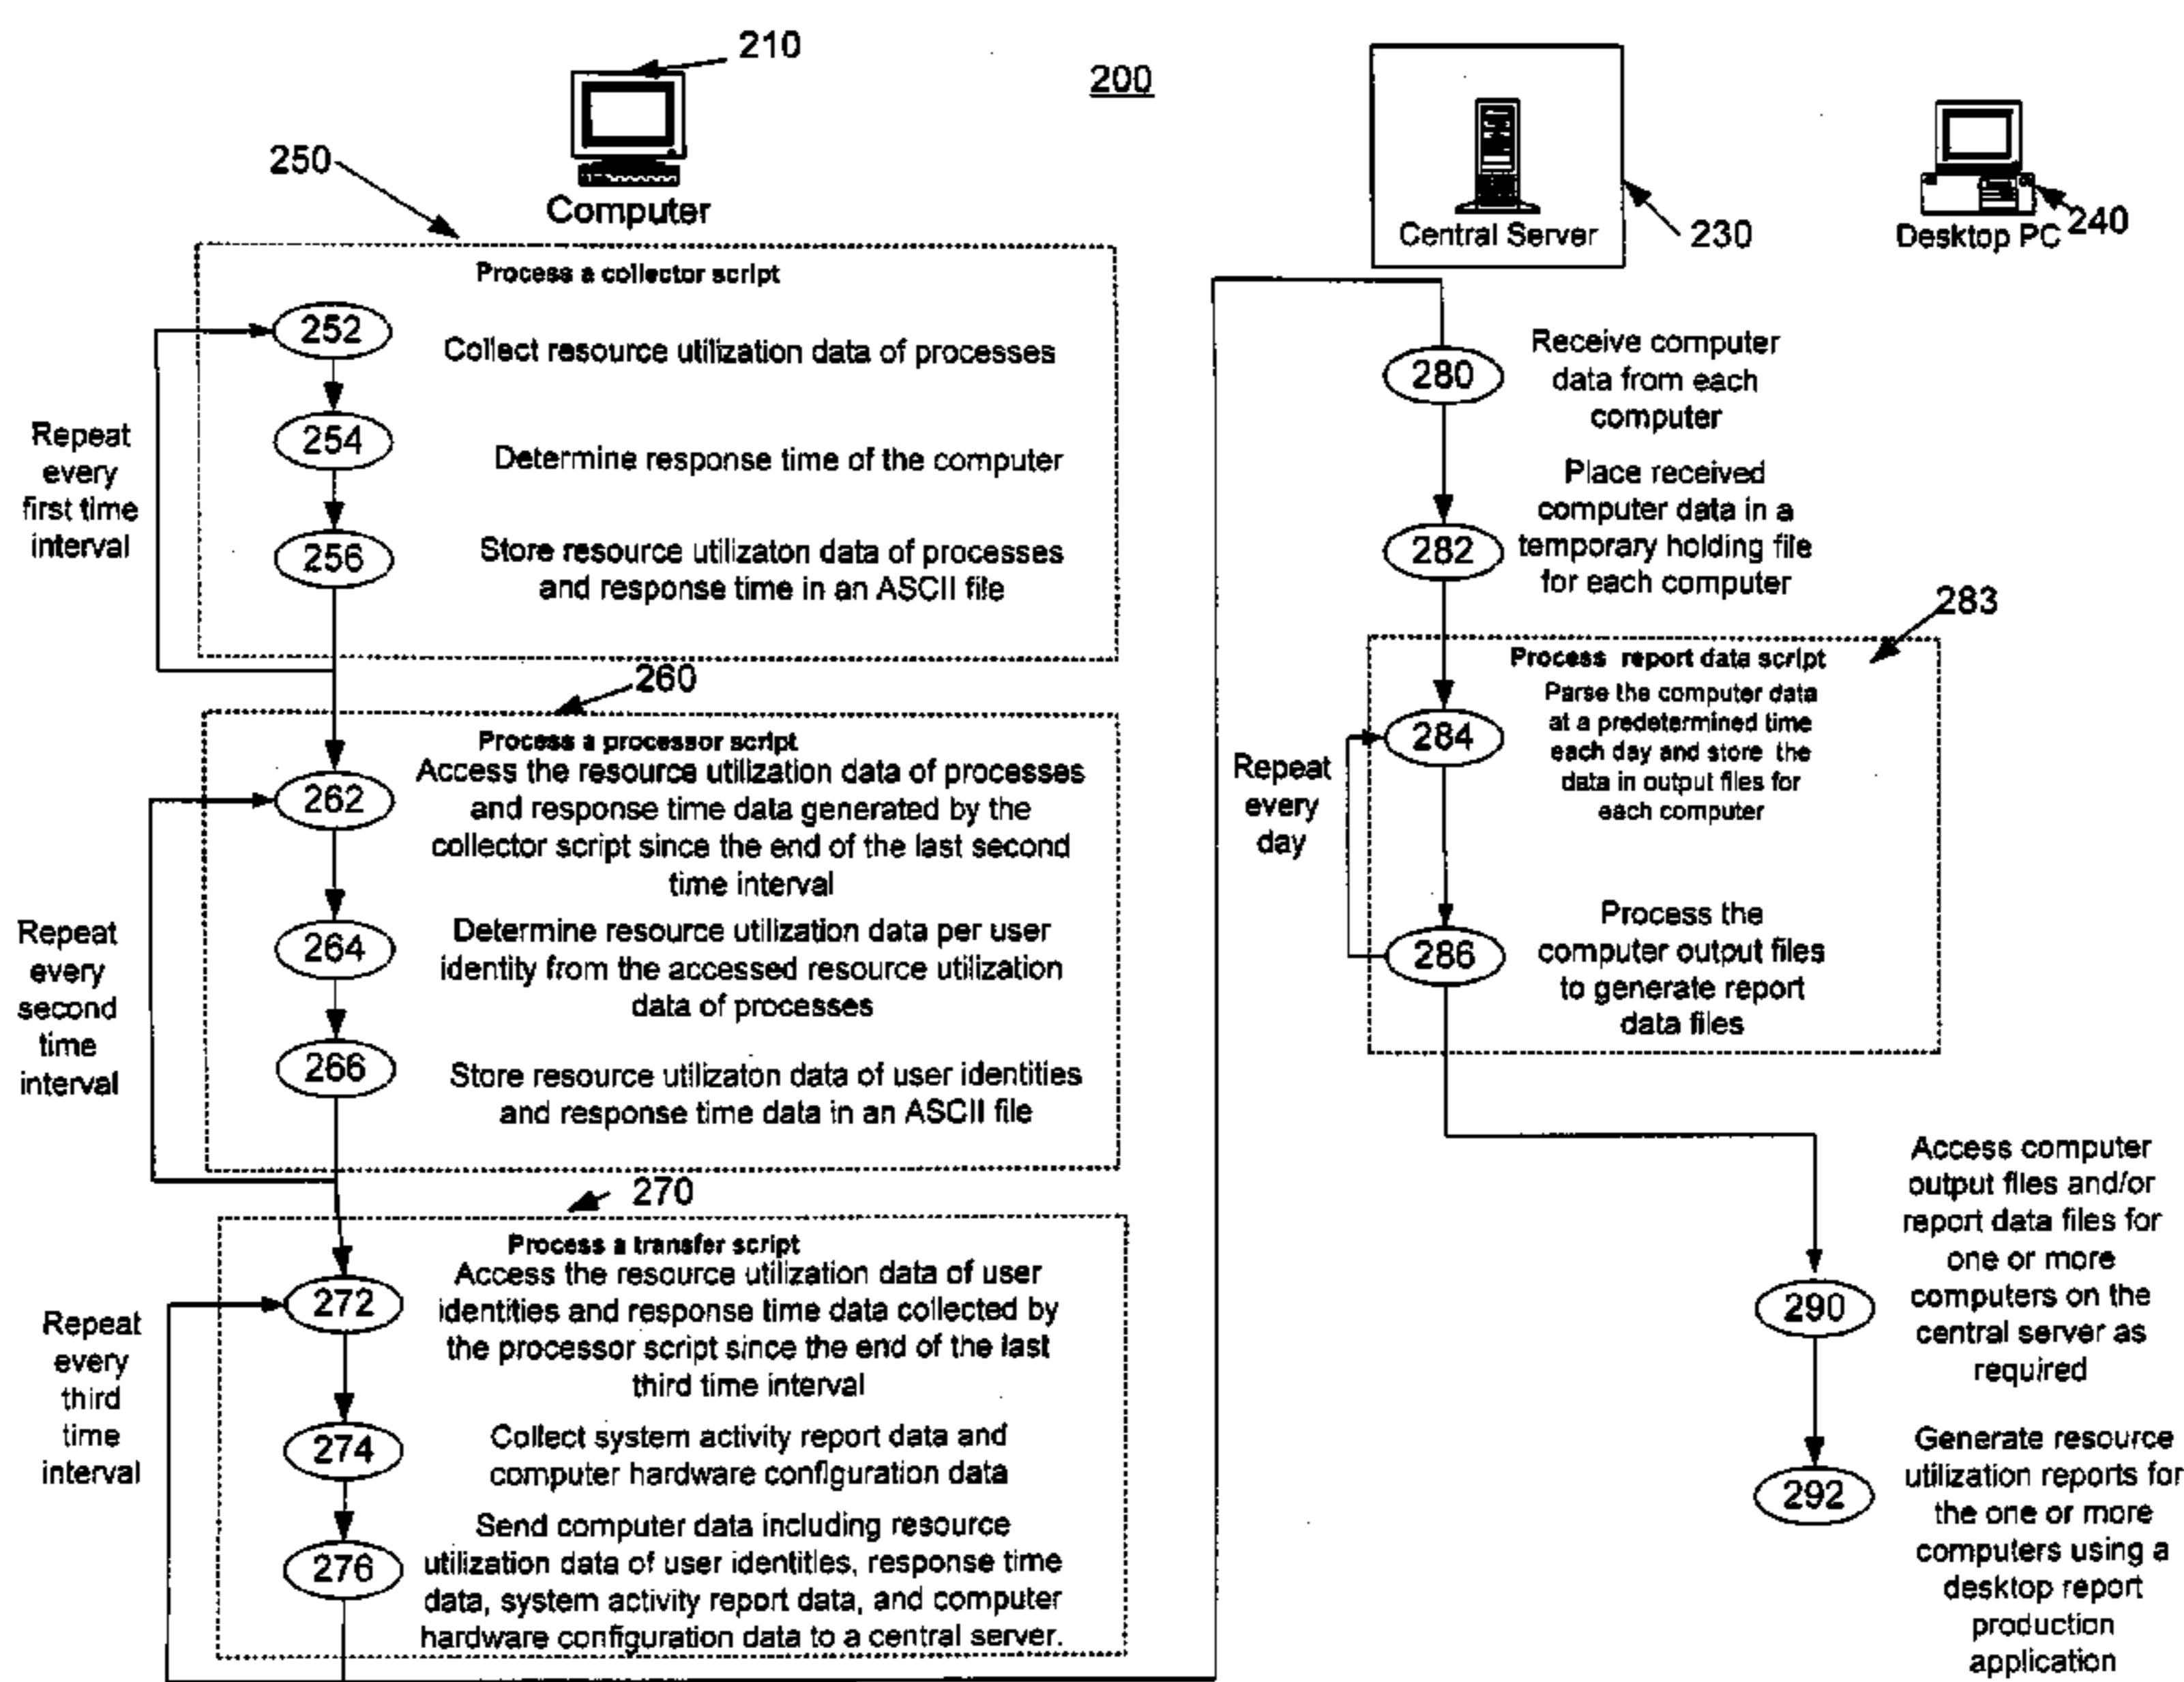 210
200
250
Computer
Central Server
230
Desktop PC
240
Process a collector script
252
Collect resource utilization data of processes
254
Determine response time of the computer
256
Store resource utilizaton data of processes
and response time in an ASCII file
Repeat
every
first time
interval
260
Process a processor script
262
Access the resource utilization data of processes
and response time data generated by the
collector script since the end of the last second
time interval
264
Determine resource utilization data per user
identity from the accessed resource utilization
data of processes
266
Store resource utilizaton data of user identities
and response time data in an ASCII file
Repeat
every
second
time
interval
270
Process a transfer script
272
Access the resource utilization data of user
identities and response time data collected by
the processor script since the end of the last
third time interval
274
Collect system activity report data and
computer hardware configuration data
276
Send computer data including resource
utilization data of user identities, response time
data, system activity report data, and computer
hardware configuration data to a central server.
Repeat
every
third
time
interval
280
Receive computer
data from each
computer
282
Place received
computer data in a
temporary holding file
for each computer
283
Process report data script
284
Parse the computer data
at a predetermined time
each day and store the
data in output files for
each computer
286
Process the
computer output files
to generate report
data files
Repeat
every
day
290
Access computer
output files and/or
report data files for
one or more
computers on the
central server as
required
292
Generate resource
utilization reports for
the one or more
computers using a
desktop report
production
application